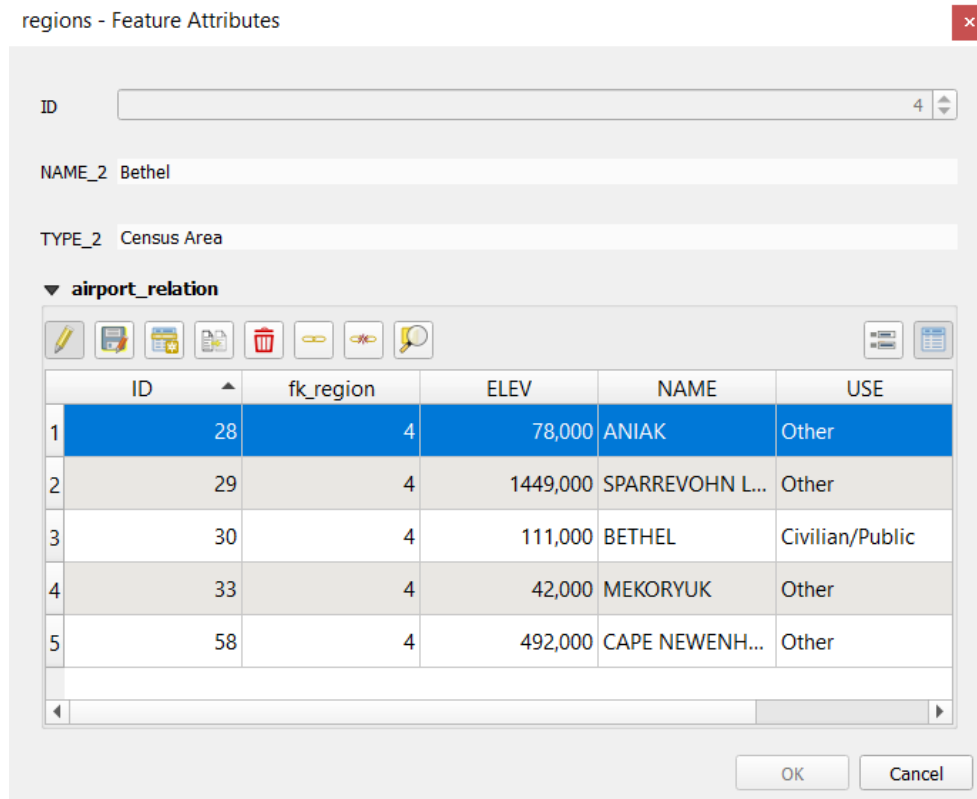 regions - Feature Attributes
ID 4
NAME_2 Bethel
TYPE_2 Census Area
airport_relation
ID fk_region ELEV NAME USE
1 28 4 78,000 ANIAK Other
2 29 4 1449,000 SPARREVOHN L... Other
3 30 4 111,000 BETHEL Civilian/Public
4 33 4 42,000 MEKORYUK Other
5 58 4 492,000 CAPE NEWENH... Other
OK Cancel